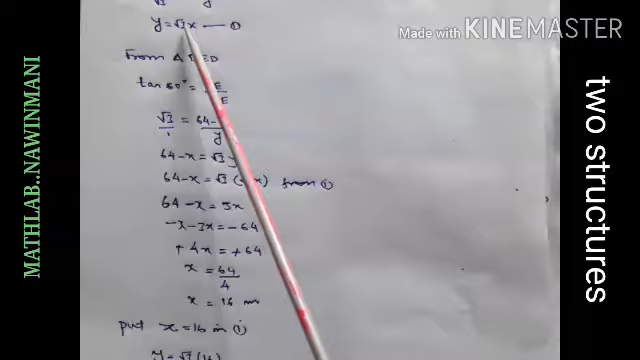 Made with KINEMASTER
MATHLAB..NAWINMANI
two structures
y = √3x — ①
From Δ
tan 60° =
√3/1 = 64-
y
64-x = √3
64-x = √3 ( x) from ①
64-x = 3x
-x-3x = -64
+4x = +64
x = 64/4
x = 16 m
put x = 16 in ①
y = √3 (16)